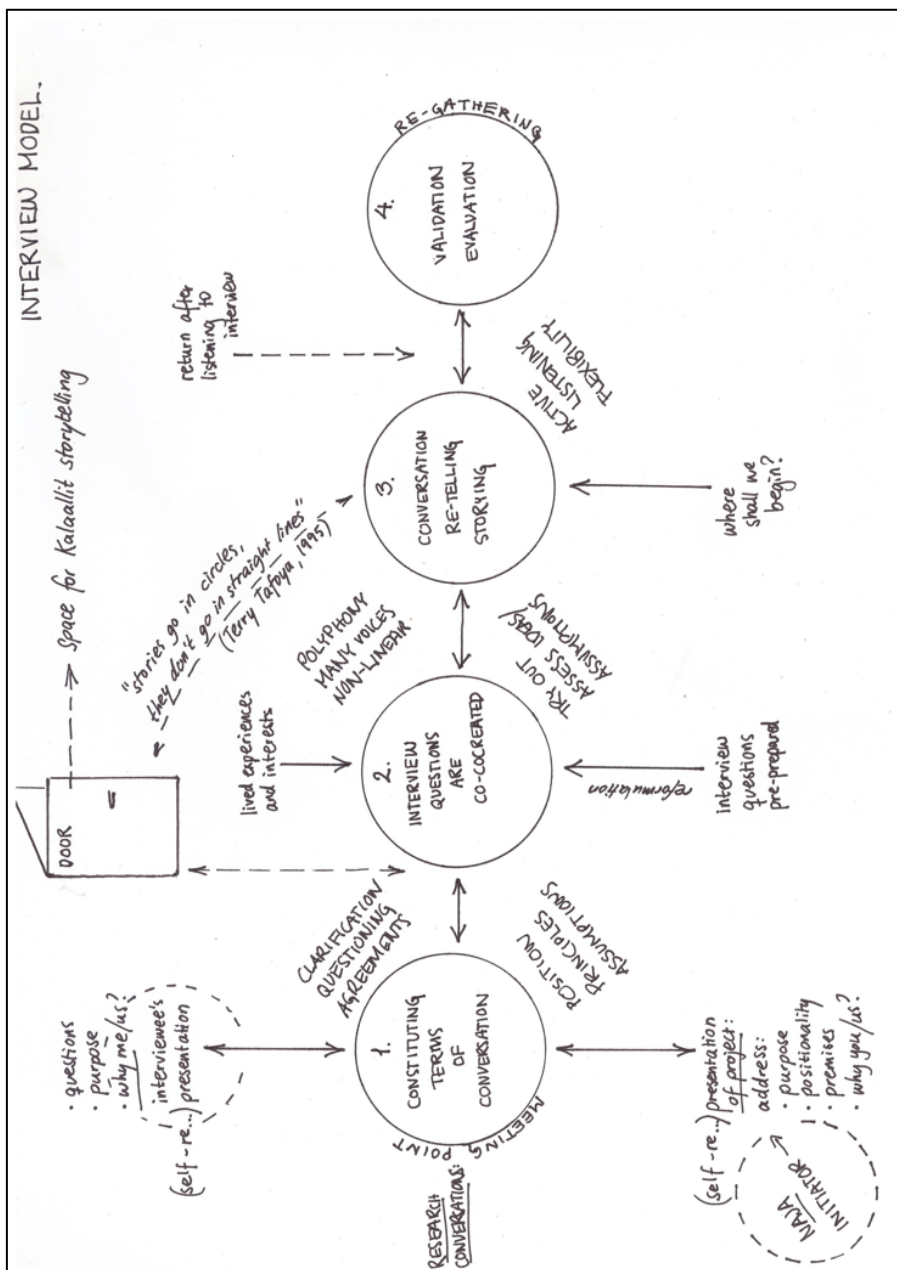 INTERVIEW MODEL.
RESEARCH
CONVERSATIONS:
MEETING POINT
1.
CONSTITUTING
TERMS
OF
CONVERSATION
• questions
• purpose
• why me/us?
interviewee's
(self-re...) presentation
(self-re...) presentation
of project:
address:
• purpose
• positionality
• premises
• why you/us?
NAJA
INITIATOR
CLARIFICATION
QUESTIONING
AGREEMENTS
POSITION
PRINCIPLES
ASSUMPTIONS
DOOR
Space for Kalaallit storytelling
"stories go in circles,
they don't go in straight lines"
(Terry Tafoya, 1995)
lived experiences
and interests
2.
INTERVIEW
QUESTIONS
ARE
CO-COCREATED
reformulation
interview
questions
pre-prepared
POLYPHONY
MANY VOICES
NON-LINEAR
TRY OUT
ASSESS IDEAS/
ASSUMPTIONS
3.
CONVERSATION
RE-TELLING
STORYING
where
shall we
begin?
return after
listening to
interview
ACTIVE
LISTENING
FLEXIBILITY
4.
VALIDATION
EVALUATION
RE-GATHERING